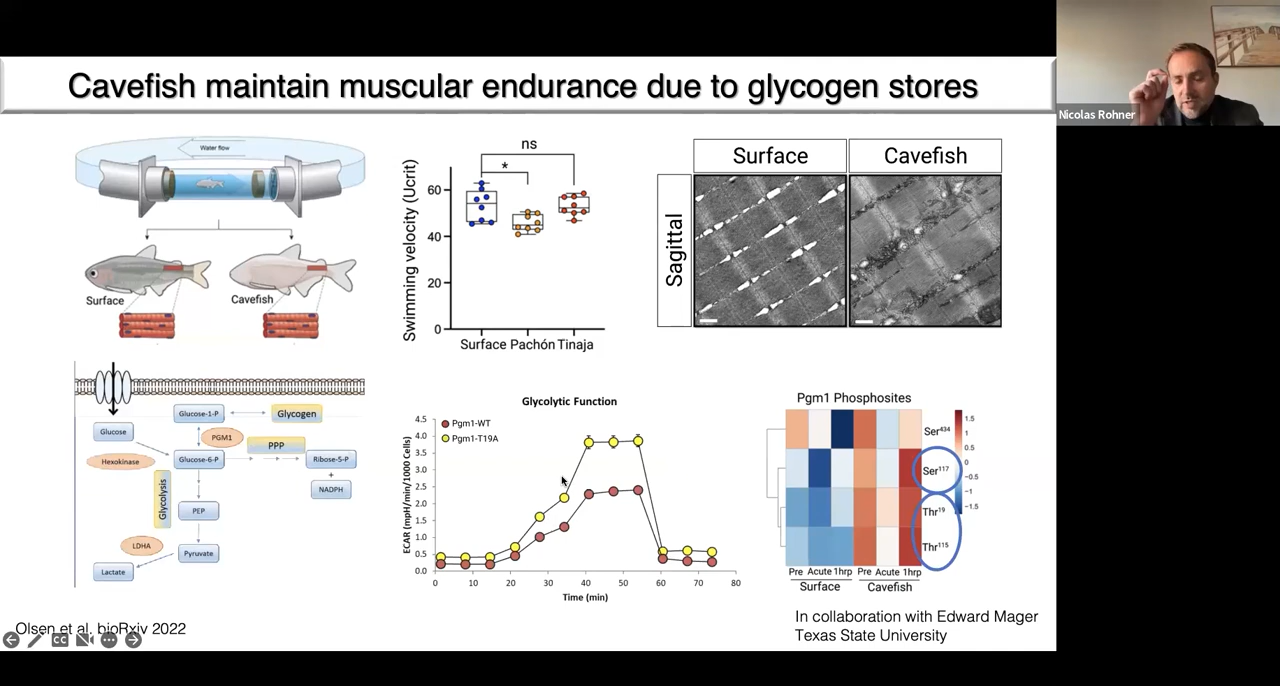 Cavefish maintain muscular endurance due to glycogen stores
Nicolas Rohner
Water flow
Surface
Cavefish
Swimming velocity (Ucrit)
ns
*
60
40
20
0
Surface Pachón Tinaja
Surface
Cavefish
Sagittal
Glucose-1-P
Glycogen
Glucose
PGM1
PPP
Hexokinase
Glucose-6-P
Ribose-5-P
+
NADPH
Glycolysis
PEP
LDHA
Pyruvate
Lactate
Glycolytic Function
Pgm1-WT
Pgm1-T19A
ECAR (mpH/min/1000 Cells)
4.5
4.0
3.5
3.0
2.5
2.0
1.5
1.0
0.5
0.0
0 10 20 30 40 50 60 70 80
Time (min)
Pgm1 Phosphosites
Ser434
Ser117
Thr19
Thr115
1.5
1
0.5
0
−0.5
−1
−1.5
Pre Acute 1hrp Pre Acute 1hrp
Surface Cavefish
Olsen et al, bioRxiv 2022
CC
In collaboration with Edward Mager
Texas State University